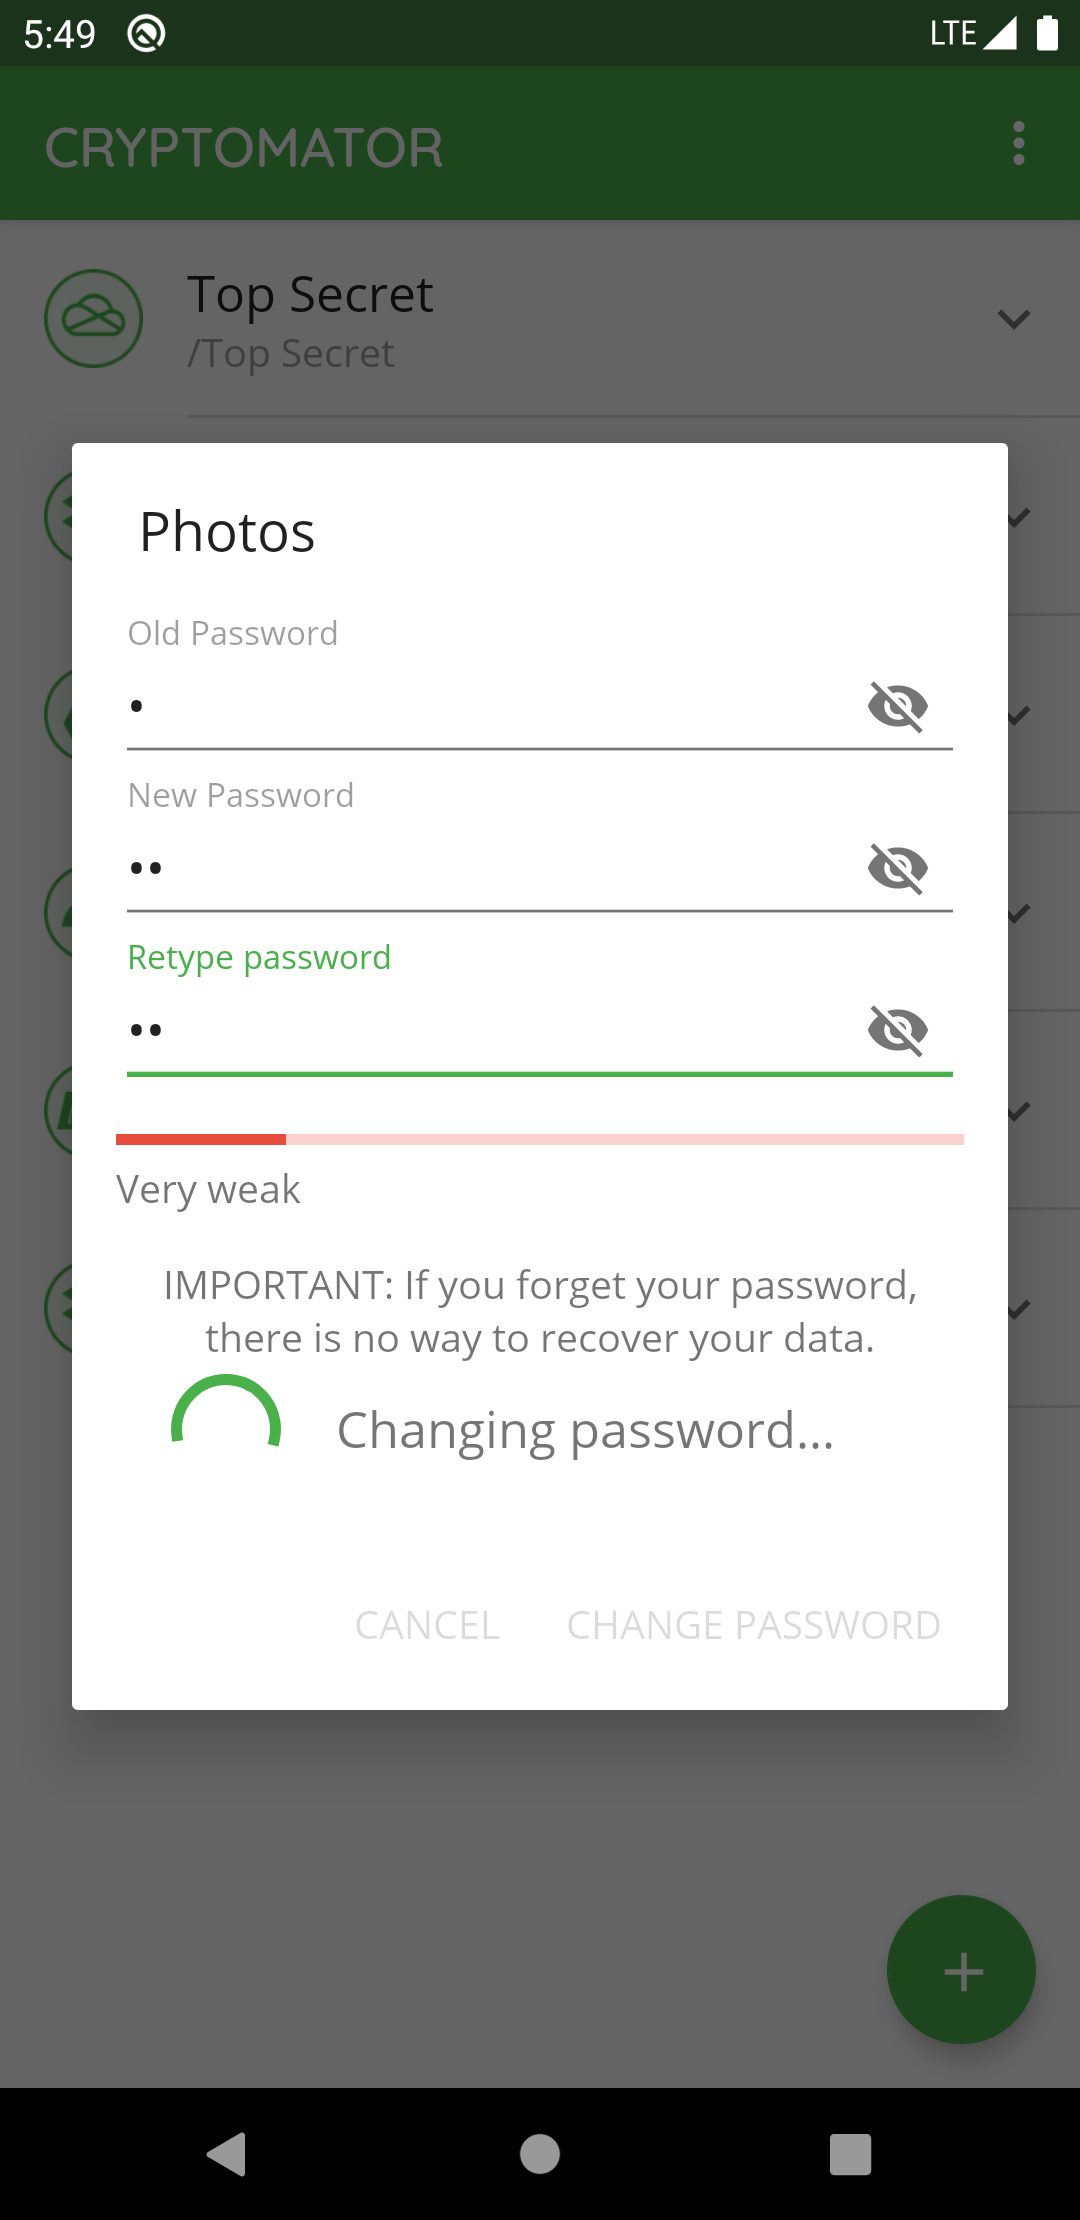 5:49
LTE
CRYPTOMATOR
Top Secret
/Top Secret
Photos
Old Password
•
New Password
••
Retype password
••
Very weak
IMPORTANT: If you forget your password,
there is no way to recover your data.
Changing password...
CANCEL CHANGE PASSWORD